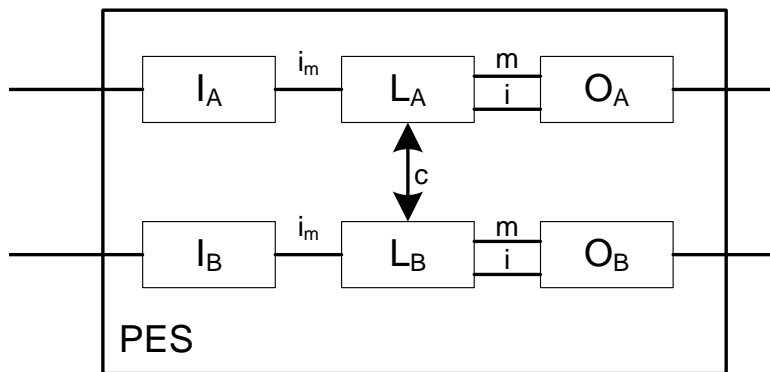 i_m m
I_A L_A i O_A
c
i_m m
I_B L_B i O_B
PES